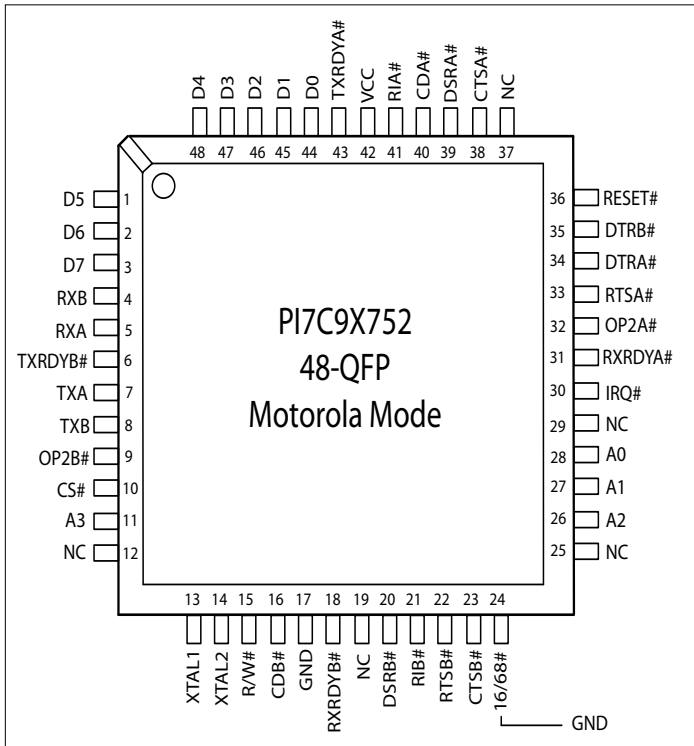 D4 D3 D2 D1 D0 TXRDYA# VCC RIA# CDA# DSRA# CTSA# NC
48 47 46 45 44 43 42 41 40 39 38 37
D5 1
D6 2
D7 3
RXB 4
RXA 5
TXRDYB# 6
TXA 7
TXB 8
OP2B# 9
CS# 10
A3 11
NC 12
PI7C9X752
48-QFP
Motorola Mode
36 RESET#
35 DTRB#
34 DTRA#
33 RTSA#
32 OP2A#
31 RXRDYA#
30 IRQ#
29 NC
28 A0
27 A1
26 A2
25 NC
13 14 15 16 17 18 19 20 21 22 23 24
XTAL1 XTAL2 R/W# CDB# GND RXRDYB# NC DSRB# RIB# RTSB# CTSB# 16/68#
GND